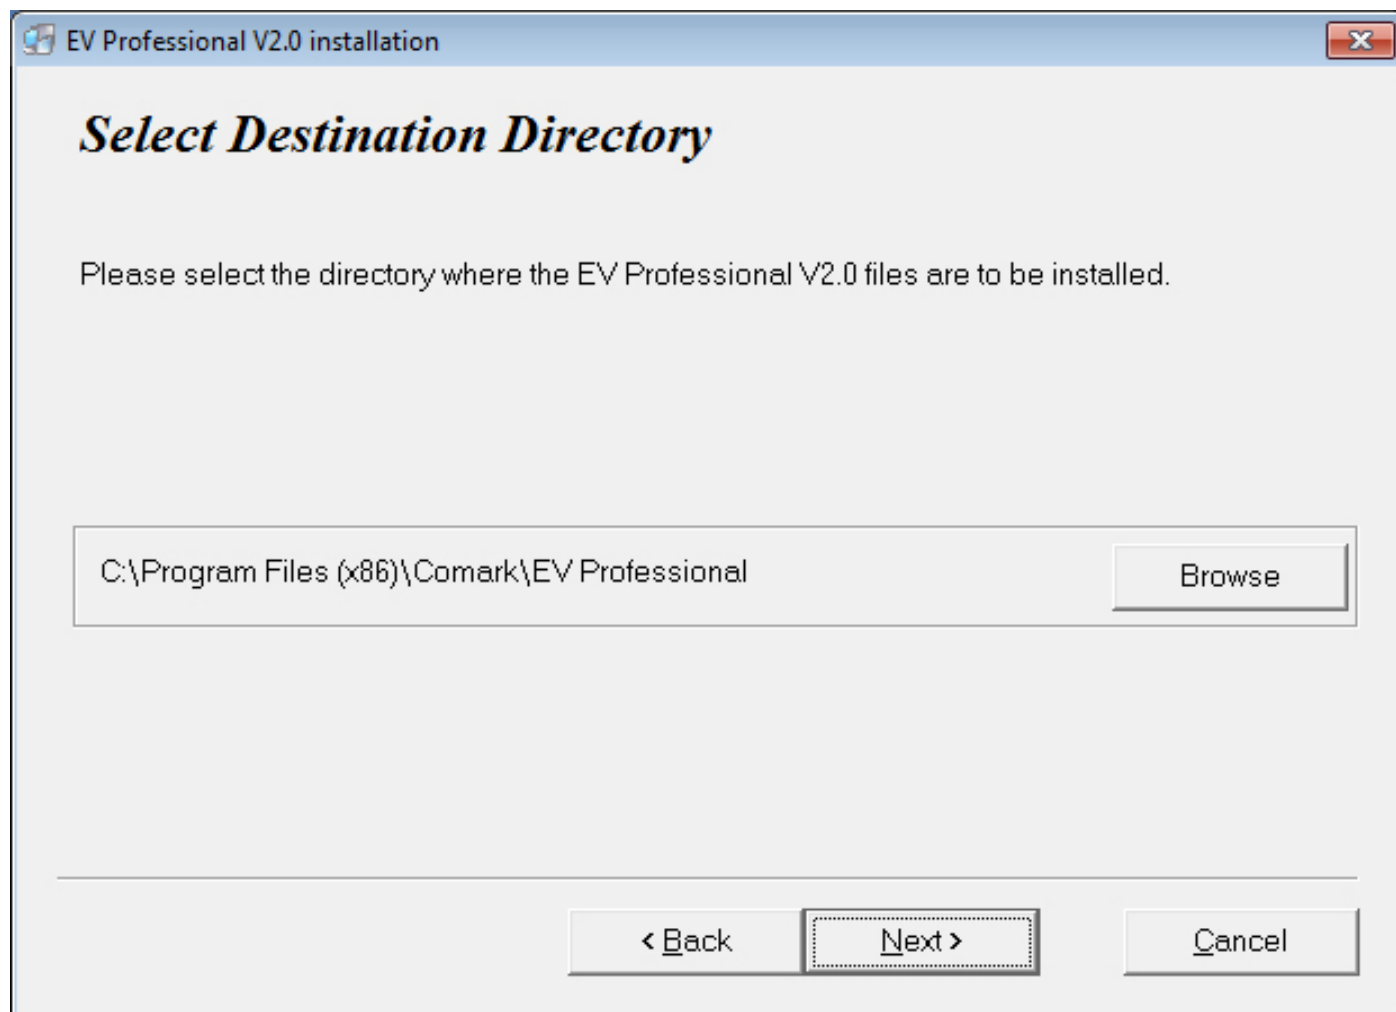 EV Professional V2.0 installation
Select Destination Directory
Please select the directory where the EV Professional V2.0 files are to be installed.
C:\Program Files (x86)\Comark\EV Professional
Browse
< Back
Next >
Cancel